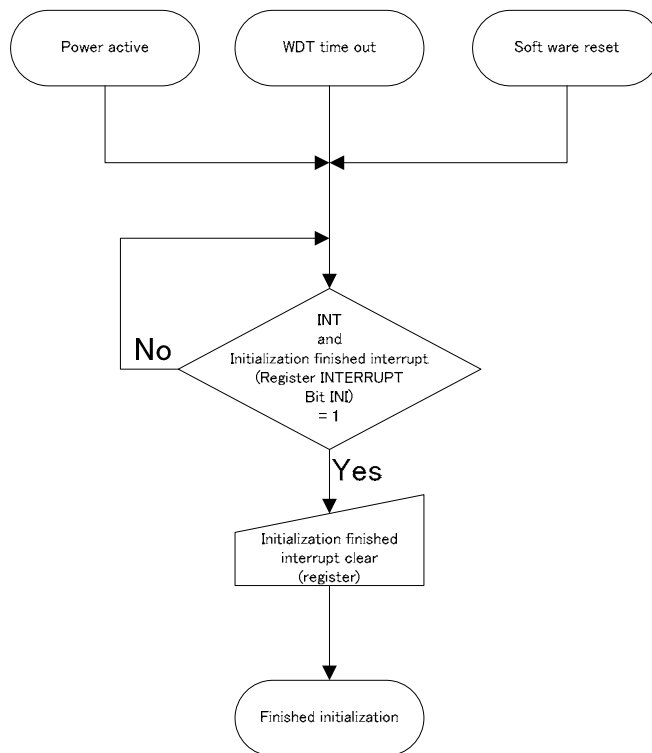 Power active
WDT time out
Soft ware reset
INT
and
Initialization finished interrupt
(Register INTERRUPT
Bit INI)
= 1
No
Yes
Initialization finished
interrupt clear
(register)
Finished initialization